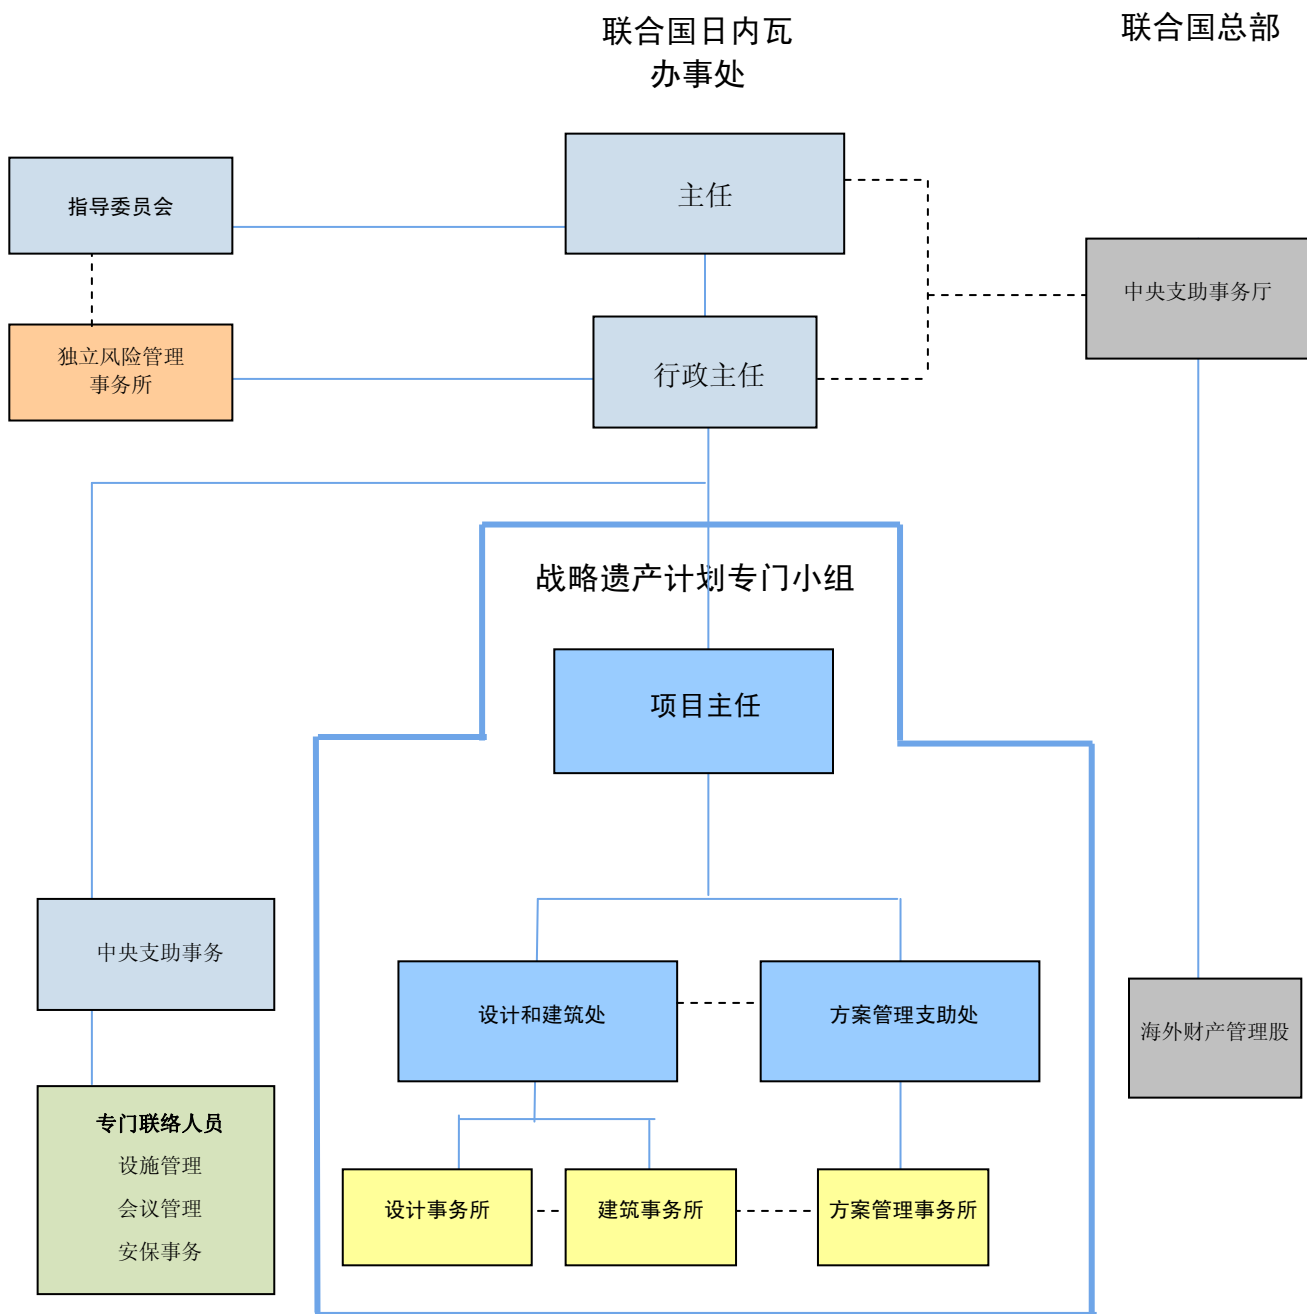 联合国日内瓦
办事处
联合国总部
主任
指导委员会
中央支助事务厅
独立风险管理
事务所
行政主任
战略遗产计划专门小组
项目主任
中央支助事务
设计和建筑处
方案管理支助处
海外财产管理股
专门联络人员
设施管理
会议管理
安保事务
设计事务所
建筑事务所
方案管理事务所